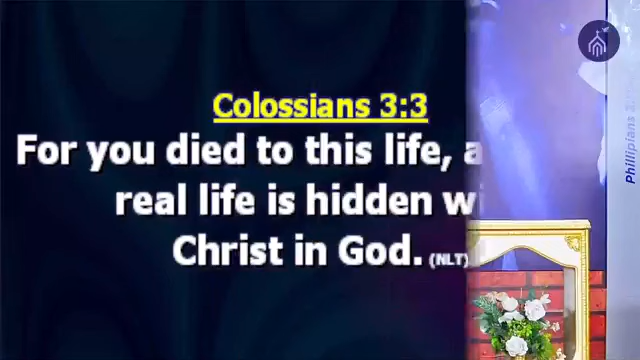 Colossians 3:3
For you died to this life, a
real life is hidden wi
Christ in God. (NLT)
Phillipians 3